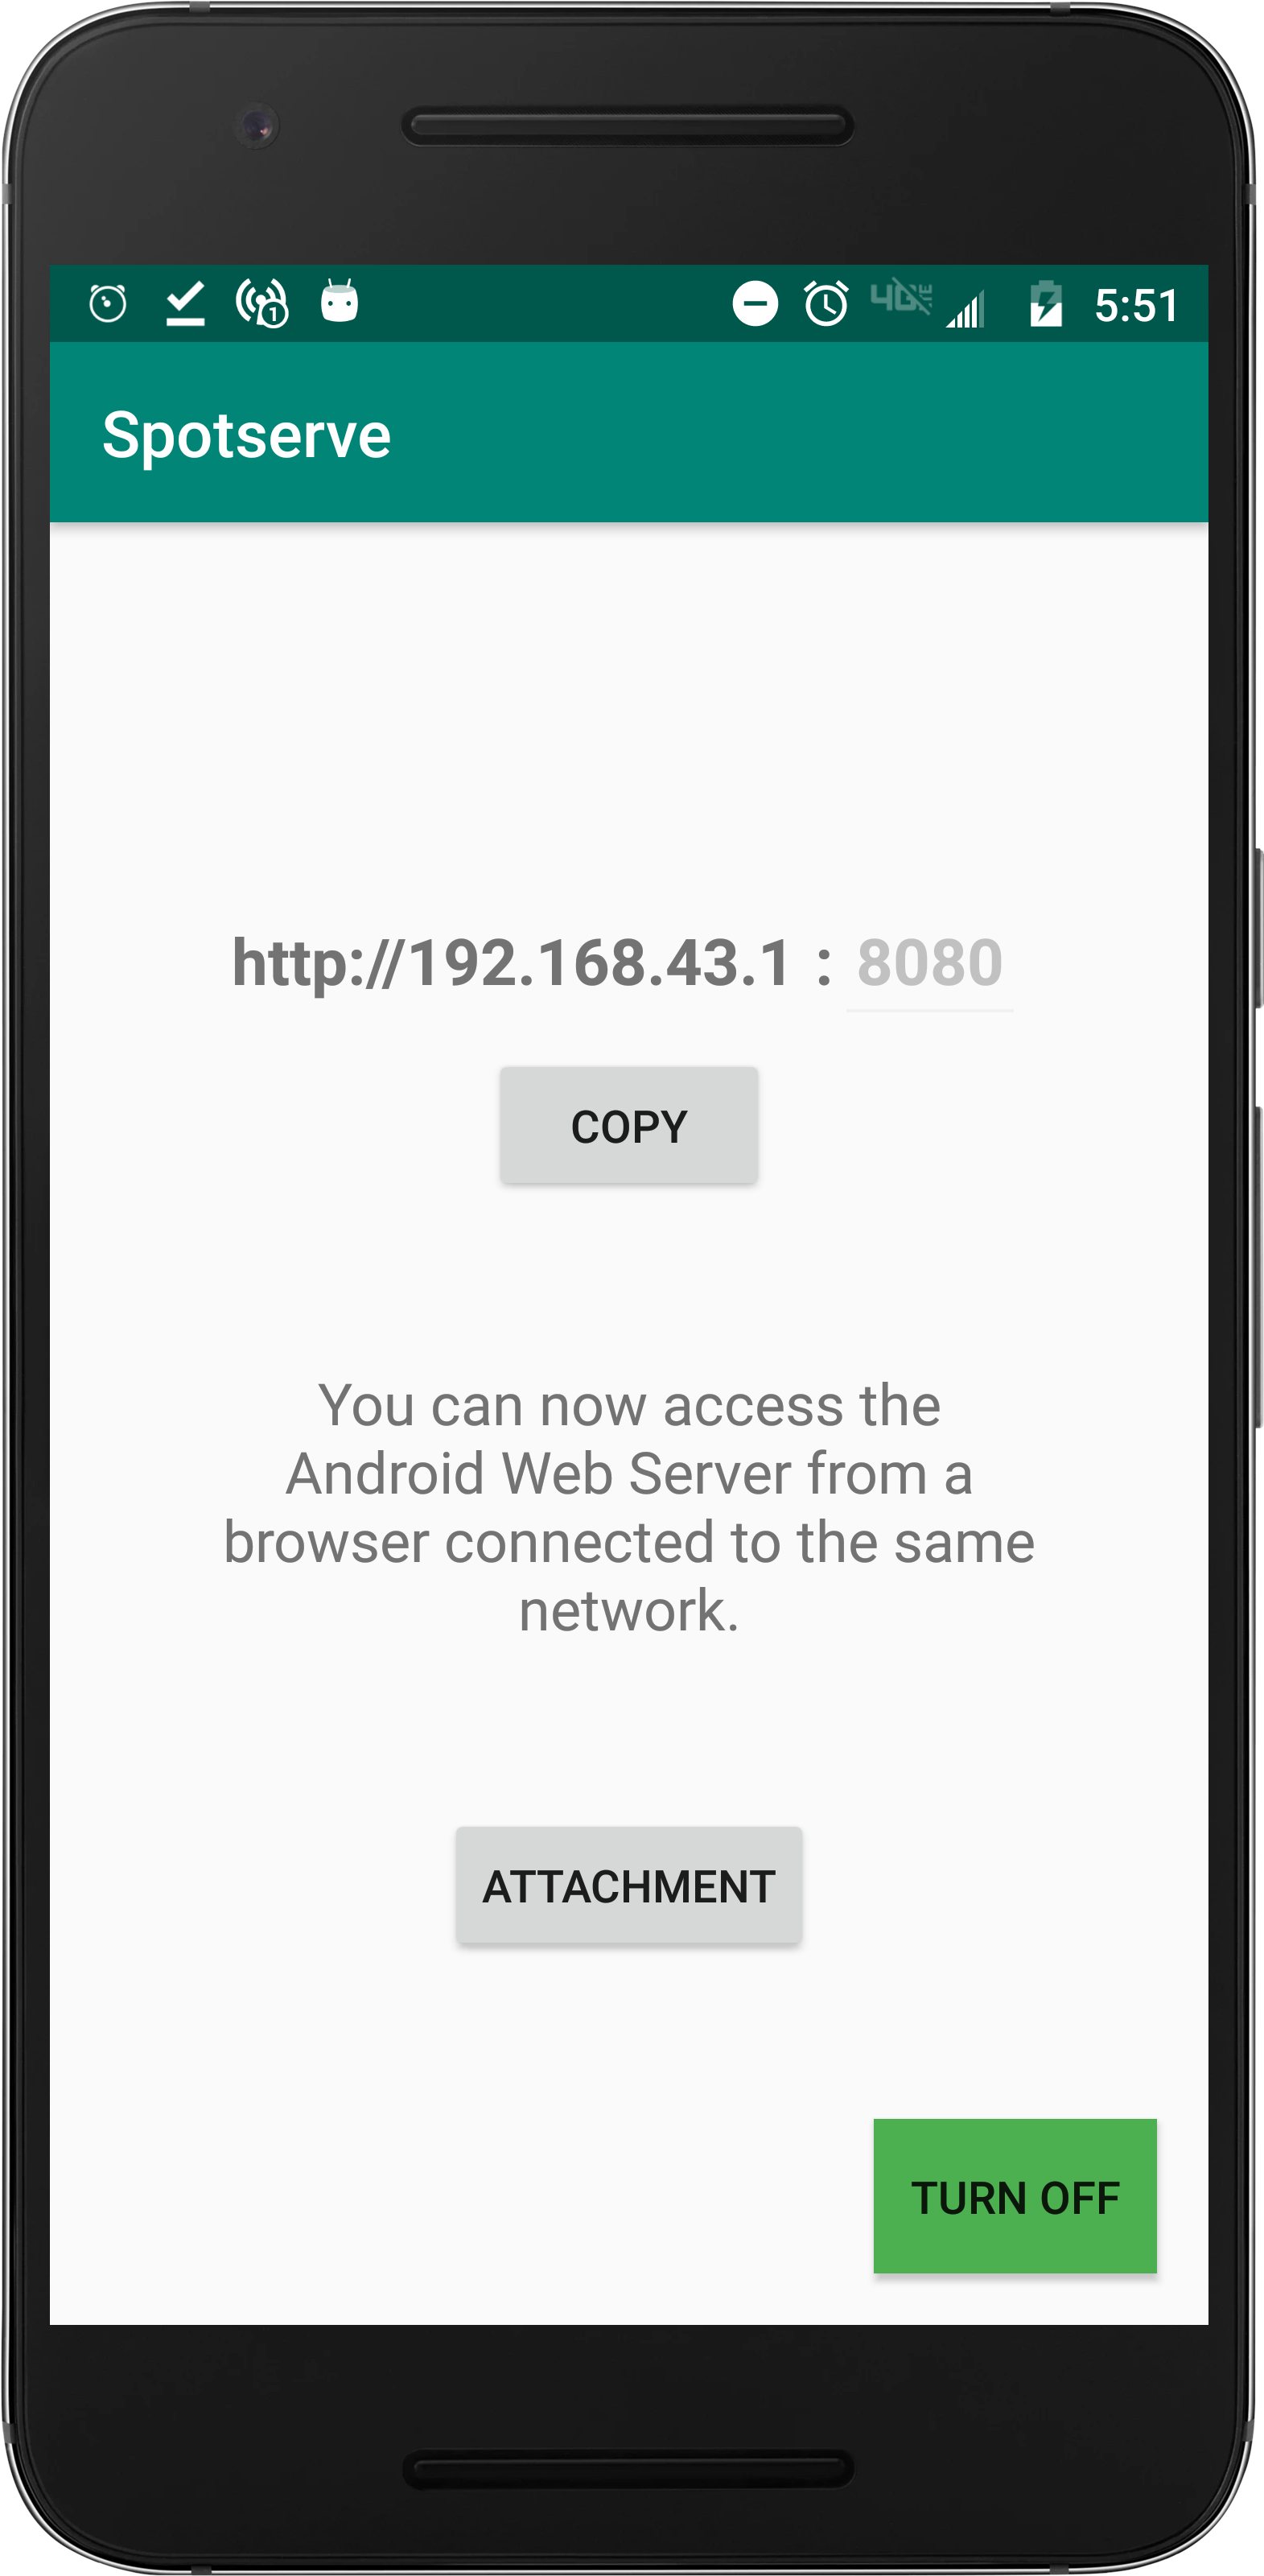 5:51
Spotserve
http://192.168.43.1 : 8080
COPY
You can now access the
Android Web Server from a
browser connected to the same
network.
ATTACHMENT
TURN OFF